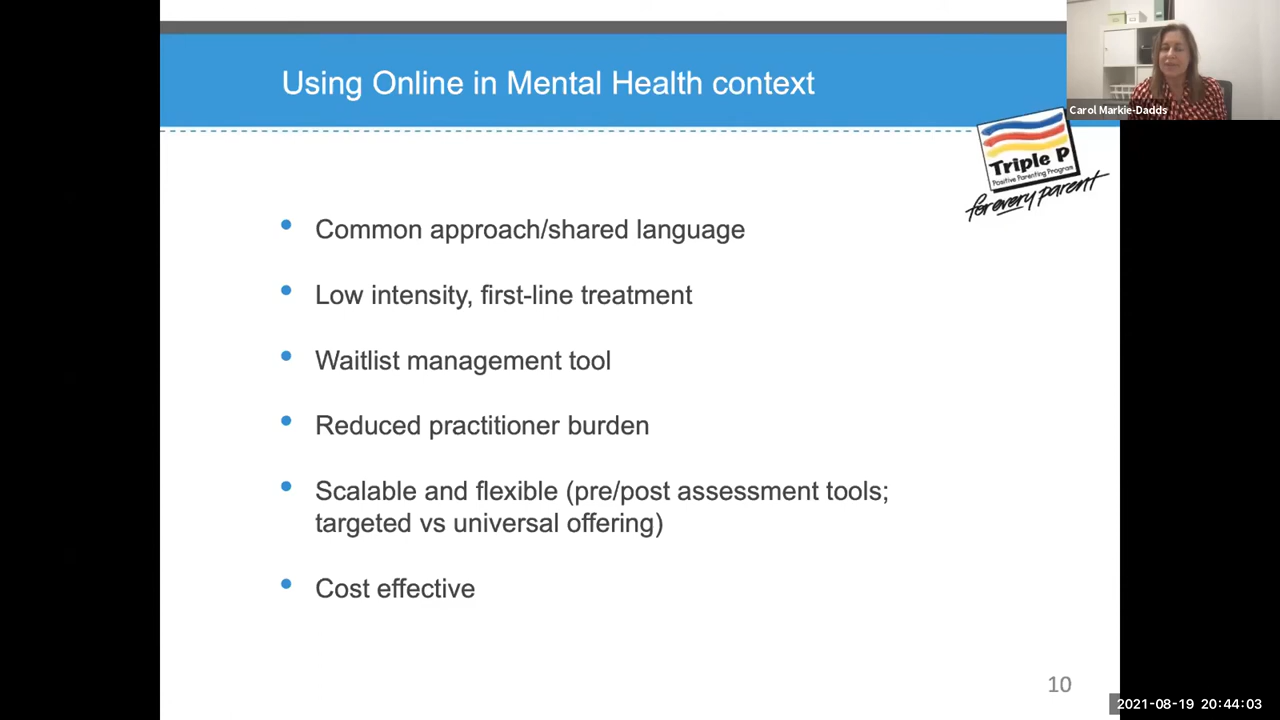 Using Online in Mental Health context
Carol Markie-Dadds
Triple P
Positive Parenting Program
for every parent
• Common approach/shared language
• Low intensity, first-line treatment
• Waitlist management tool
• Reduced practitioner burden
• Scalable and flexible (pre/post assessment tools;
targeted vs universal offering)
• Cost effective
10
2021-08-19 20:44:03